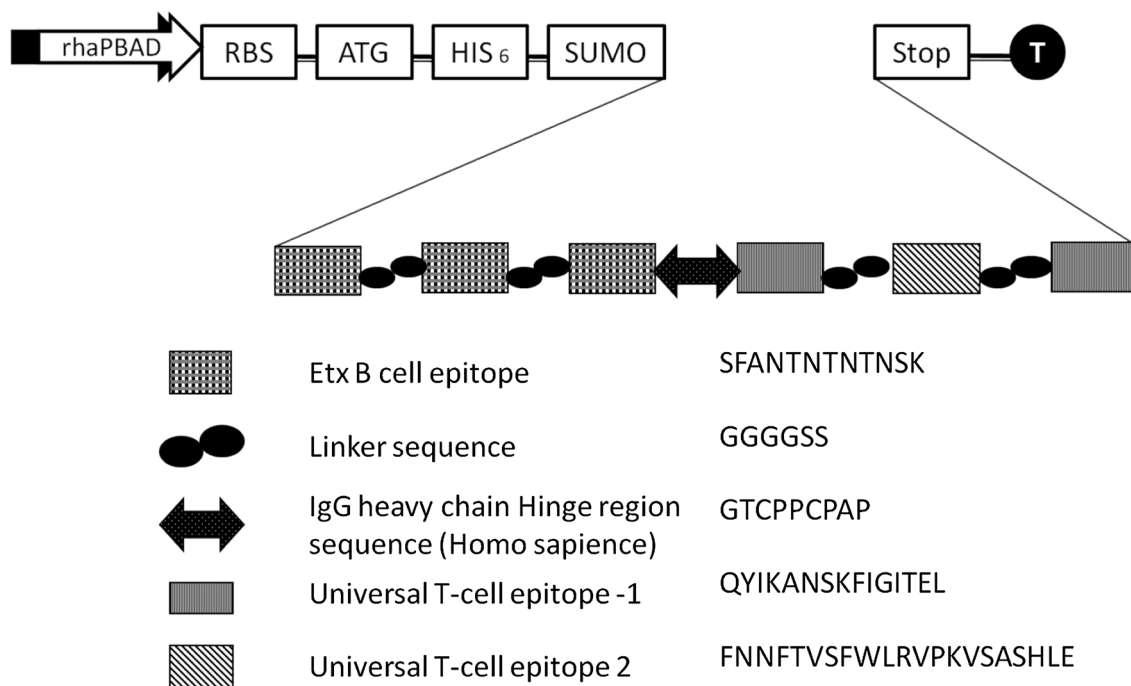 rhaPBAD RBS ATG HIS 6 SUMO Stop T
Etx B cell epitope SFANTNTNTNSK
Linker sequence GGGGSS
IgG heavy chain Hinge region
sequence (Homo sapience) GTCPPCPAP
Universal T-cell epitope -1 QYIKANSKFIGITEL
Universal T-cell epitope 2 FNNFTVSFWLRVPKVSASHLE